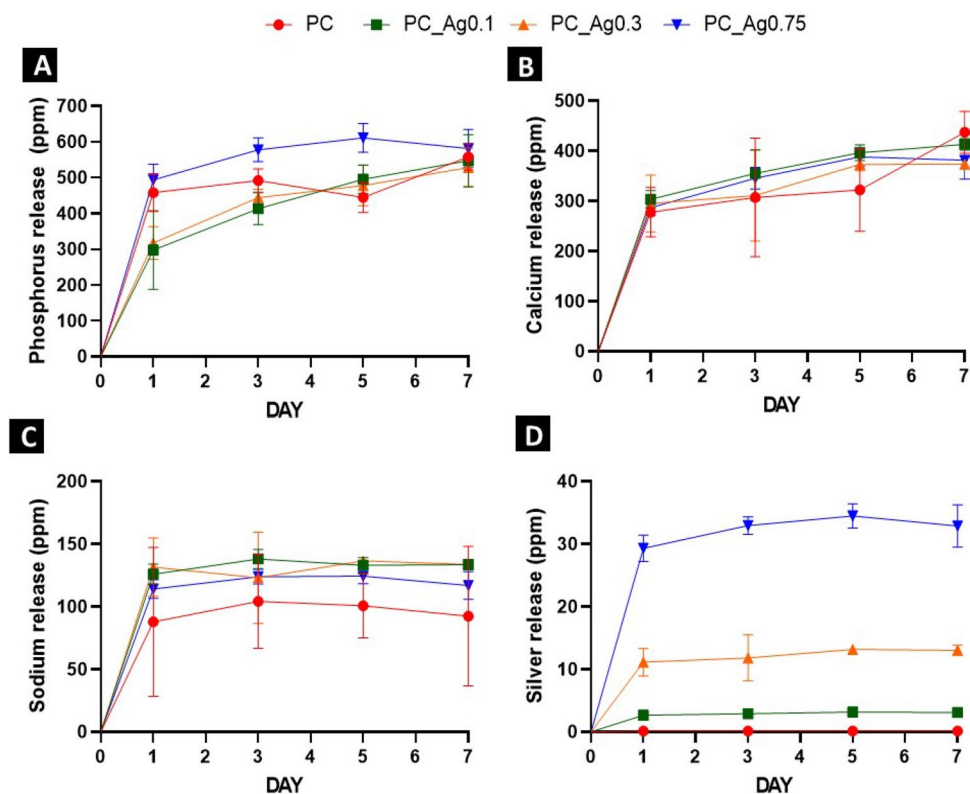 PC PC_Ag0.1 PC_Ag0.3 PC_Ag0.75
A
Phosphorus release (ppm)
700
600
500
400
300
200
100
0
0 1 2 3 4 5 6 7
DAY
B
Calcium release (ppm)
500
400
300
200
100
0
0 1 2 3 4 5 6 7
DAY
C
Sodium release (ppm)
200
150
100
50
0
0 1 2 3 4 5 6 7
DAY
D
Silver release (ppm)
40
30
20
10
0
0 1 2 3 4 5 6 7
DAY